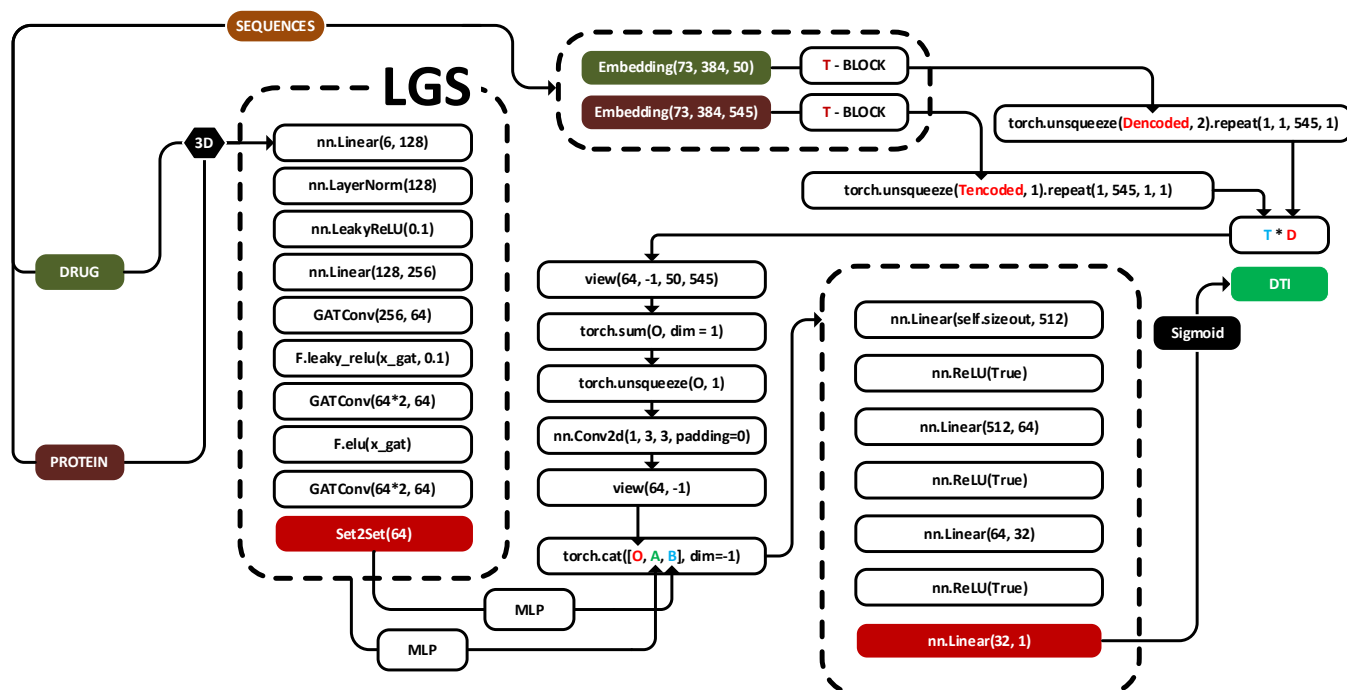 SEQUENCES
LGS
3D
DRUG
PROTEIN
nn.Linear(6, 128)
nn.LayerNorm(128)
nn.LeakyReLU(0.1)
nn.Linear(128, 256)
GATConv(256, 64)
F.leaky_relu(x_gat, 0.1)
GATConv(64*2, 64)
F.elu(x_gat)
GATConv(64*2, 64)
Set2Set(64)
MLP
MLP
Embedding(73, 384, 50)
T - BLOCK
Embedding(73, 384, 545)
T - BLOCK
torch.unsqueeze(Dencoded, 2).repeat(1, 1, 545, 1)
torch.unsqueeze(Tencoded, 1).repeat(1, 545, 1, 1)
T * D
view(64, -1, 50, 545)
torch.sum(O, dim = 1)
torch.unsqueeze(O, 1)
nn.Conv2d(1, 3, 3, padding=0)
view(64, -1)
torch.cat([O, A, B], dim=-1)
nn.Linear(self.sizeout, 512)
nn.ReLU(True)
nn.Linear(512, 64)
nn.ReLU(True)
nn.Linear(64, 32)
nn.ReLU(True)
nn.Linear(32, 1)
Sigmoid
DTI